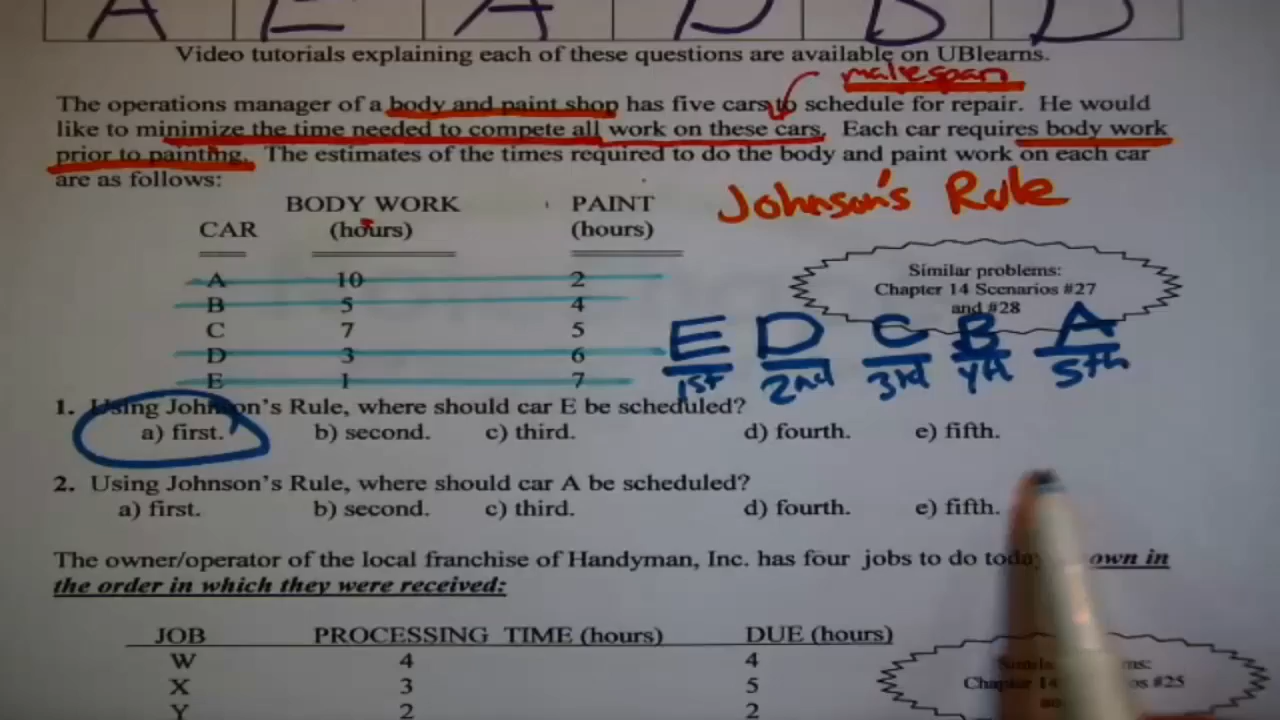 A E A D B D
Video tutorials explaining each of these questions are available on UBlearns.
makespan
The operations manager of a body and paint shop has five cars to schedule for repair. He would
like to minimize the time needed to compete all work on these cars. Each car requires body work
prior to painting. The estimates of the times required to do the body and paint work on each car
are as follows:
Johnson's Rule
BODY WORK PAINT
CAR (hours) (hours)
A 10 2
B 5 4
C 7 5
D 3 6
E 1 7
Similar problems:
Chapter 14 Scenarios #27
and #28
E D C B A
1st 2nd 3rd 4th 5th
1. Using Johnson's Rule, where should car E be scheduled?
a) first. b) second. c) third. d) fourth. e) fifth.
2. Using Johnson's Rule, where should car A be scheduled?
a) first. b) second. c) third. d) fourth. e) fifth.
The owner/operator of the local franchise of Handyman, Inc. has four jobs to do today own in
the order in which they were received:
JOB PROCESSING TIME (hours) DUE (hours)
W 4 4
X 3 5
Y 2 2
#25